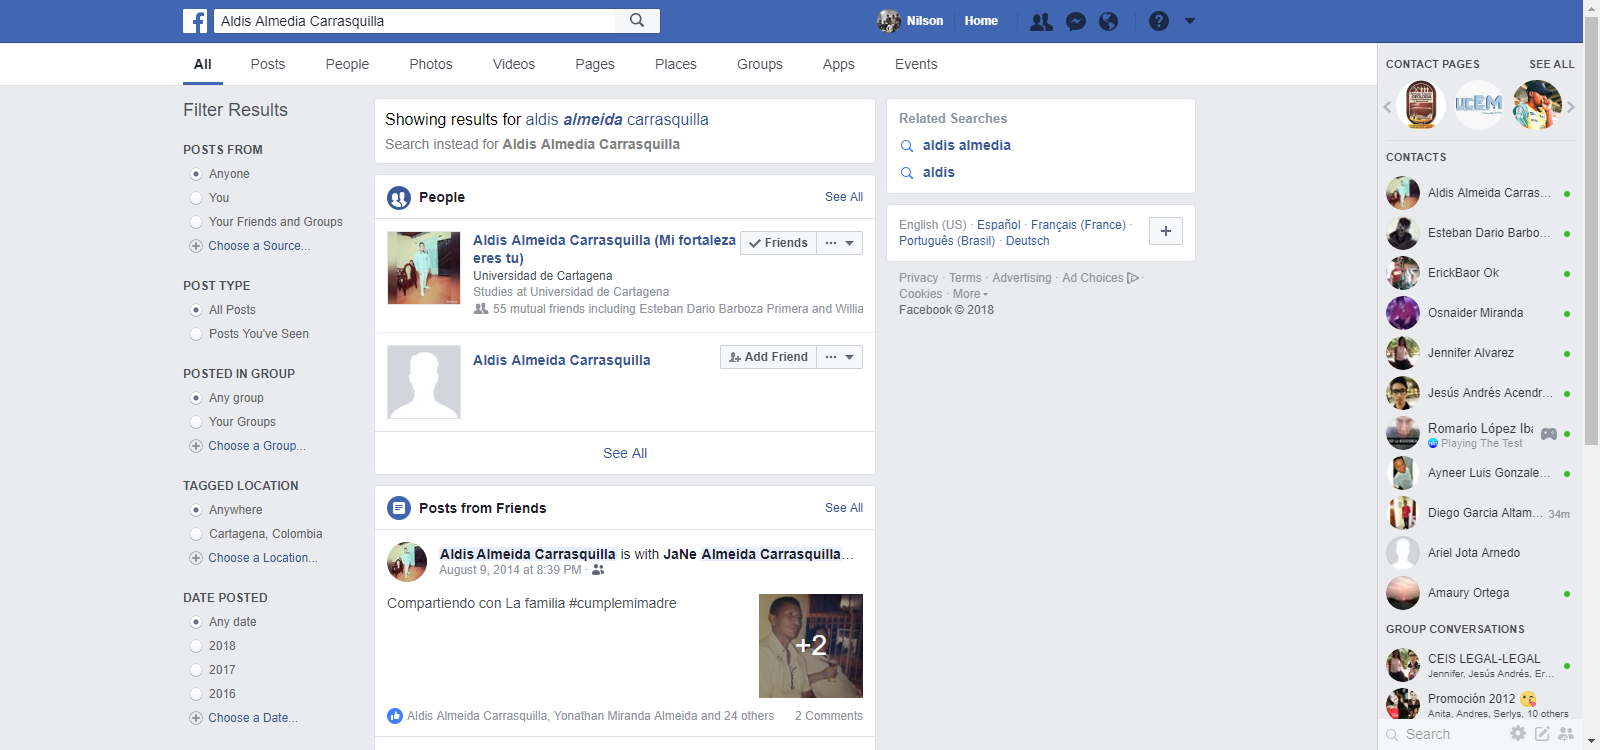 Aldis Almedia Carrasquilla
Nilson
Home
All
Posts
People
Photos
Videos
Pages
Places
Groups
Apps
Events
Filter Results
POSTS FROM
Anyone
You
Your Friends and Groups
Choose a Source...
POST TYPE
All Posts
Posts You've Seen
POSTED IN GROUP
Any group
Your Groups
Choose a Group...
TAGGED LOCATION
Anywhere
Cartagena, Colombia
Choose a Location...
DATE POSTED
Any date
2018
2017
2016
Choose a Date...
Showing results for aldis almeida carrasquilla
Search instead for Aldis Almedia Carrasquilla
People
See All
Aldis Almeida Carrasquilla (Mi fortaleza
eres tu)
Friends
Universidad de Cartagena
Studies at Universidad de Cartagena
55 mutual friends including Esteban Dario Barboza Primera and Willia
Aldis Almeida Carrasquilla
Add Friend
See All
Posts from Friends
See All
Aldis Almeida Carrasquilla is with JaNe Almeida Carrasquilla...
August 9, 2014 at 8:39 PM ·
Compartiendo con La familia #cumplemimadre
+2
Aldis Almeida Carrasquilla, Yonathan Miranda Almeida and 24 others
2 Comments
Related Searches
aldis almedia
aldis
English (US) · Español · Français (France) ·
Português (Brasil) · Deutsch
+
Privacy · Terms · Advertising · Ad Choices ·
Cookies · More
Facebook © 2018
CONTACT PAGES
SEE ALL
UCEM
CONTACTS
Aldis Almeida Carras...
Esteban Dario Barbo...
ErickBaor Ok
Osnaider Miranda
Jennifer Alvarez
Jesús Andrés Acendr...
Romario López Iba
Playing The Test
Ayneer Luis Gonzale...
Diego Garcia Altam...
34m
Ariel Jota Arnedo
Amaury Ortega
GROUP CONVERSATIONS
CEIS LEGAL-LEGAL
Jennifer, Jesús Andrés, Er...
Promoción 2012 😘
Anita, Andres, Serlys, 10 others
Search